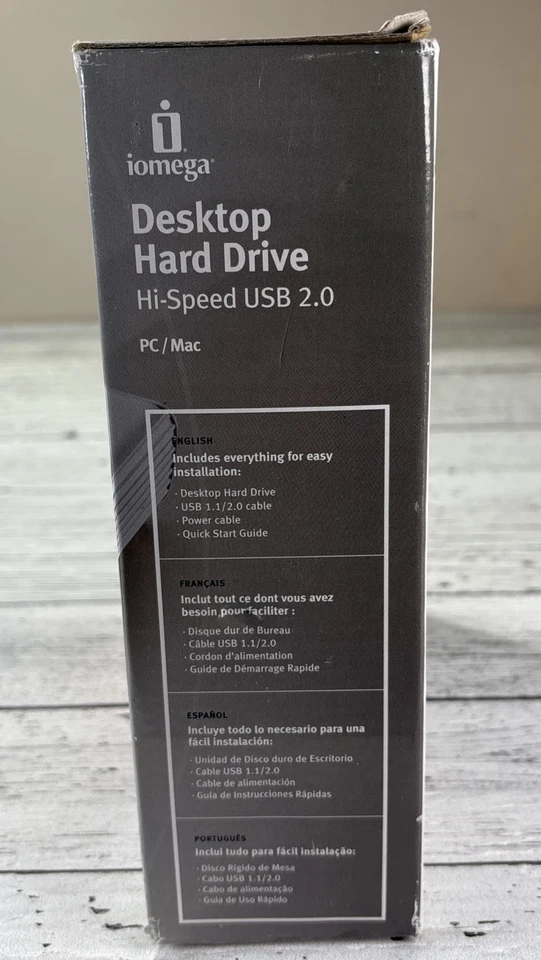 iomega®
Desktop
Hard Drive
Hi-Speed USB 2.0
PC / Mac
ENGLISH
Includes everything for easy
installation:
· Desktop Hard Drive
· USB 1.1/2.0 cable
· Power cable
· Quick Start Guide
FRANÇAIS
Inclut tout ce dont vous avez
besoin pour faciliter :
· Disque dur de Bureau
· Câble USB 1.1/2.0
· Cordon d'alimentation
· Guide de Démarrage Rapide
ESPAÑOL
Incluye todo lo necesario para una
fácil instalación:
· Unidad de Disco duro de Escritorio
· Cable USB 1.1/2.0
· Cable de alimentación
· Guía de Instrucciones Rápidas
PORTUGUÊS
Inclui tudo para fácil instalação:
· Disco Rígido de Mesa
· Cabo USB 1.1/2.0
· Cabo de alimentação
· Guia de Uso Rápido